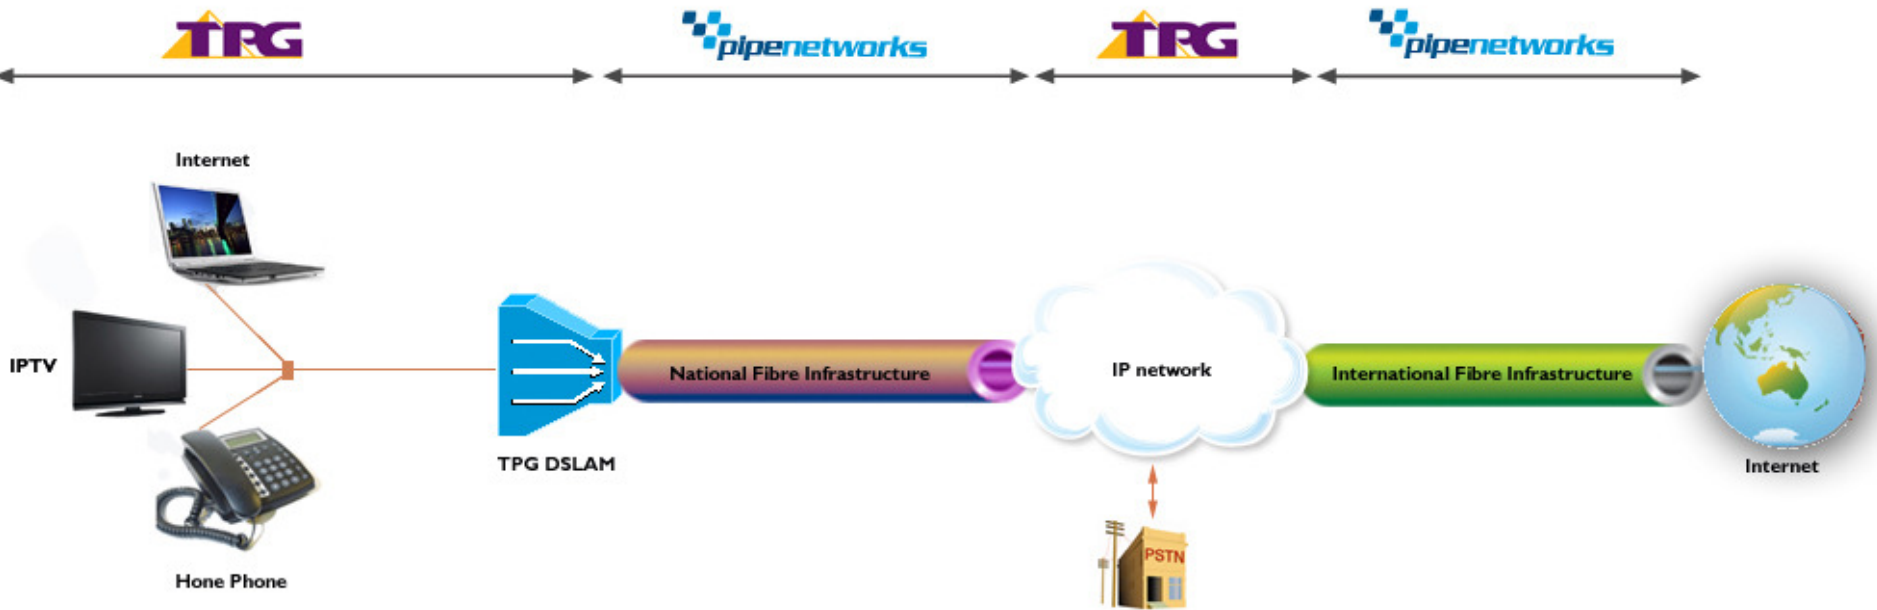 TPG
pipenetworks
TPG
pipenetworks
Internet
IPTV
National Fibre Infrastructure
IP network
International Fibre Infrastructure
TPG DSLAM
Internet
PSTN
Hone Phone